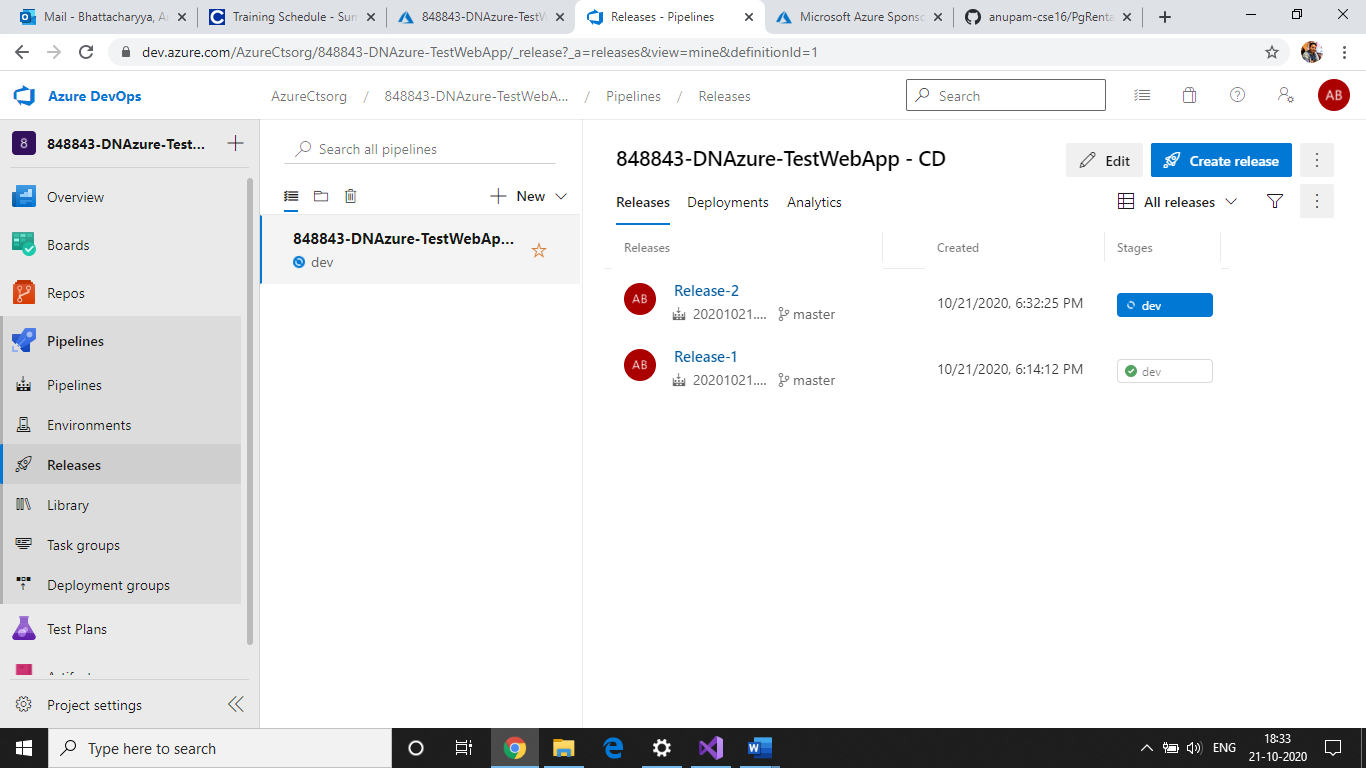 Mail - Bhattacharyya, A
Training Schedule - Sun
848843-DNAzure-TestW
Releases - Pipelines
Microsoft Azure Spons
anupam-cse16/PgRenta
dev.azure.com/AzureCtsorg/848843-DNAzure-TestWebApp/_release?_a=releases&view=mine&definitionId=1
Azure DevOps
AzureCtsorg / 848843-DNAzure-TestWebA... / Pipelines / Releases
Search
AB
8 848843-DNAzure-Test...
Overview
Boards
Repos
Pipelines
Pipelines
Environments
Releases
Library
Task groups
Deployment groups
Test Plans
Project settings
Search all pipelines
New
848843-DNAzure-TestWebAp...
dev
848843-DNAzure-TestWebApp - CD
Edit
Create release
Releases Deployments Analytics
All releases
Releases Created Stages
AB Release-2
20201021.... master
10/21/2020, 6:32:25 PM
dev
AB Release-1
20201021.... master
10/21/2020, 6:14:12 PM
dev
Type here to search
ENG
18:33
21-10-2020